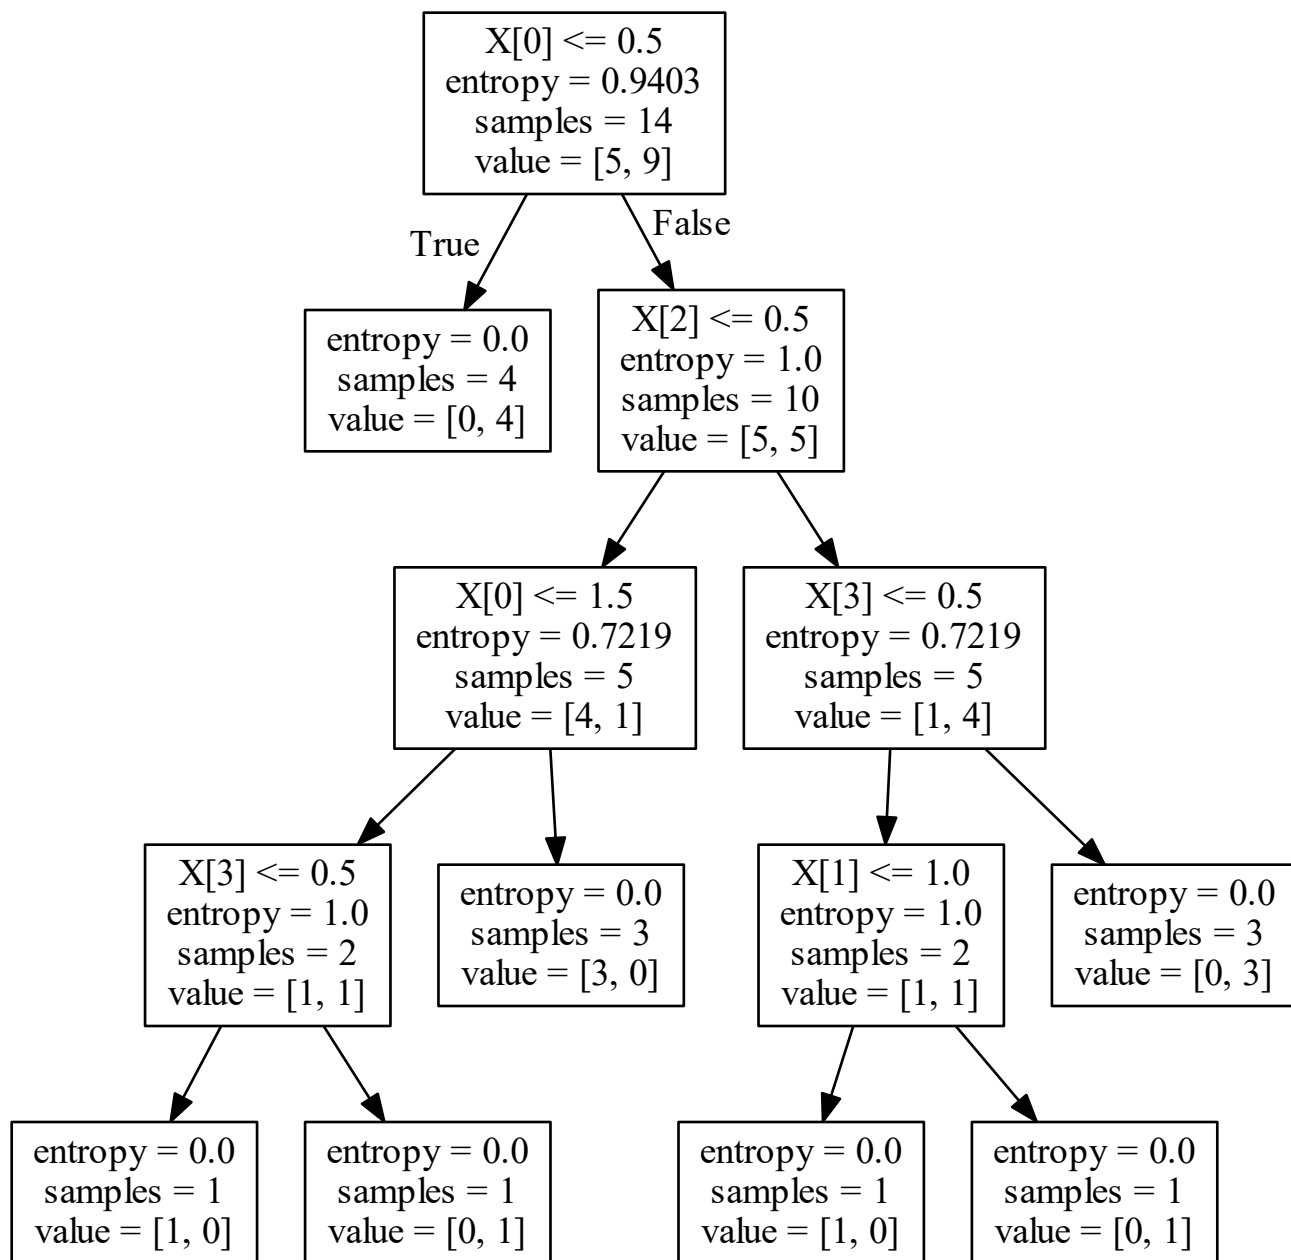 X[0] <= 0.5
entropy = 0.9403
samples = 14
value = [5, 9]
True
False
entropy = 0.0
samples = 4
value = [0, 4]
X[2] <= 0.5
entropy = 1.0
samples = 10
value = [5, 5]
X[0] <= 1.5
entropy = 0.7219
samples = 5
value = [4, 1]
X[3] <= 0.5
entropy = 0.7219
samples = 5
value = [1, 4]
X[3] <= 0.5
entropy = 1.0
samples = 2
value = [1, 1]
entropy = 0.0
samples = 3
value = [3, 0]
X[1] <= 1.0
entropy = 1.0
samples = 2
value = [1, 1]
entropy = 0.0
samples = 3
value = [0, 3]
entropy = 0.0
samples = 1
value = [1, 0]
entropy = 0.0
samples = 1
value = [0, 1]
entropy = 0.0
samples = 1
value = [1, 0]
entropy = 0.0
samples = 1
value = [0, 1]